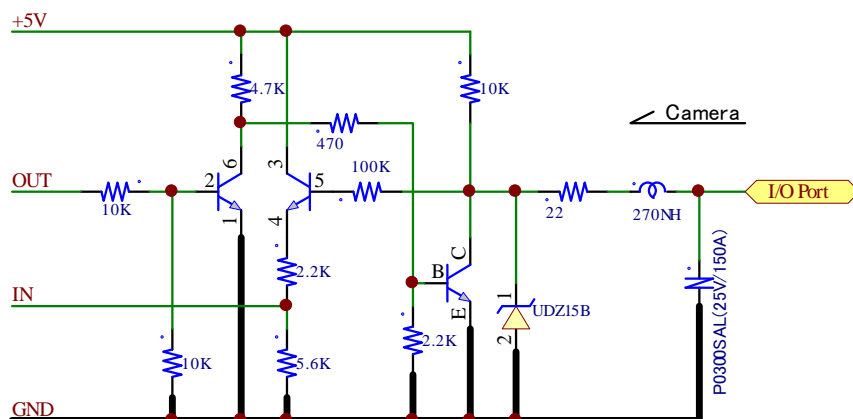 +5V
4.7K
10K
Camera
470
6
3
100K
OUT
2
5
I/O Port
10K
1
4
22
270NH
C
2.2K
B
IN
1
UDZ15B
E
2.2K
2
P0300SAL(25V/150A)
10K
5.6K
GND